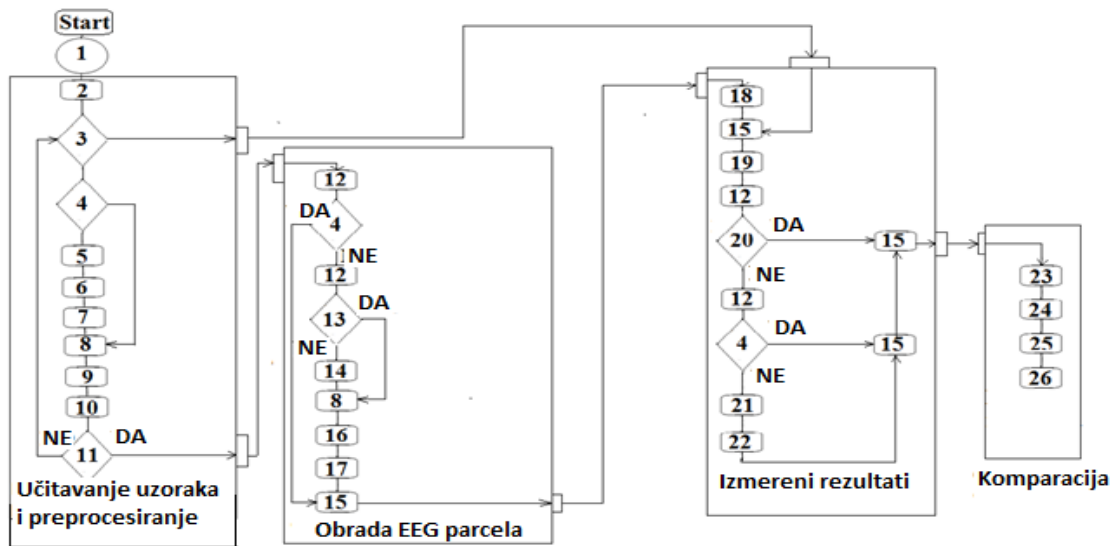 Start
1
2
3
4
5
6
7
8
9
10
NE
DA
11
Učitavanje uzoraka
i preprocesiranje
12
DA
4
NE
12
DA
13
NE
14
8
16
17
15
Obrada EEG parcela
18
15
19
12
DA
20
15
NE
12
DA
4
15
NE
21
22
Izmereni rezultati
23
24
25
26
Komparacija